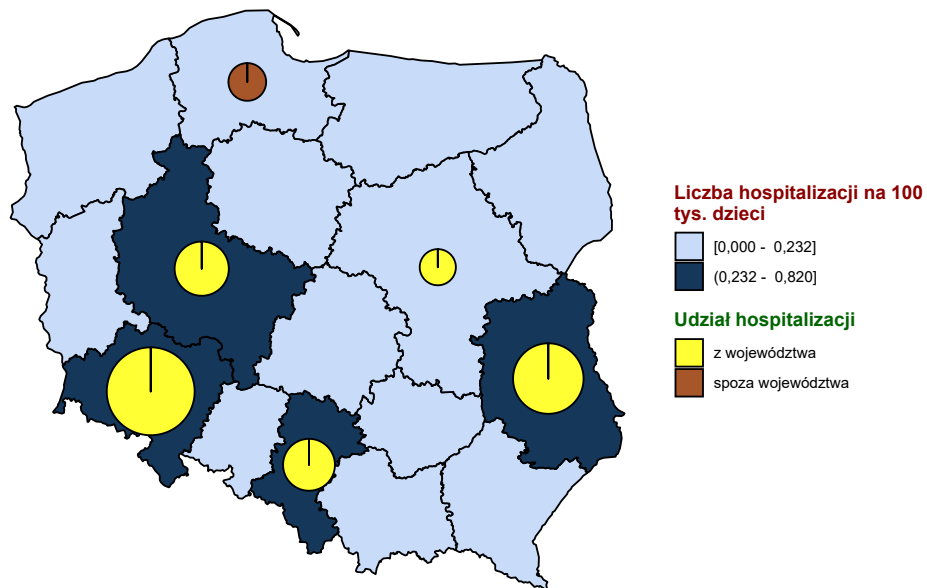 Liczba hospitalizacji na 100
tys. dzieci
[0,000 - 0,232]
(0,232 - 0,820]
Udział hospitalizacji
z województwa
spoza województwa